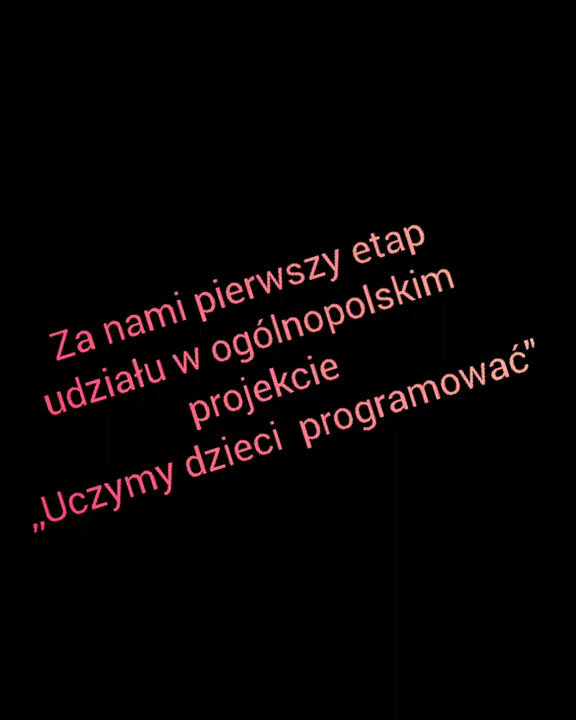 Za nami pierwszy etap
udziału w ogólnopolskim
projekcie
„Uczymy dzieci  programować"